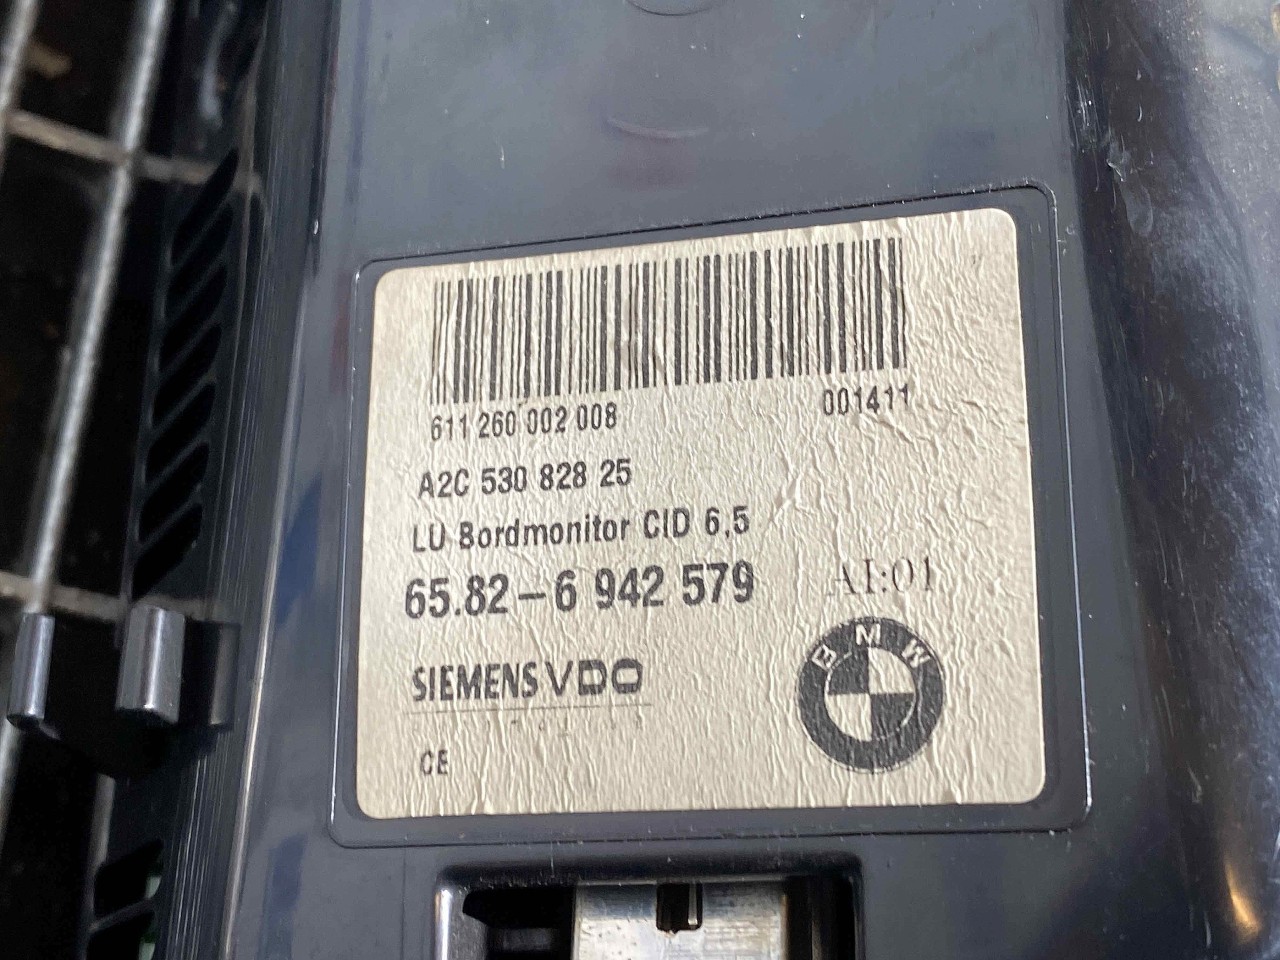 611 260 002 008 001411
A2C 530 828 25
LU Bordmonitor CID 6,5
65.82-6 942 579 AI:01
SIEMENS VDO
BMW
CE